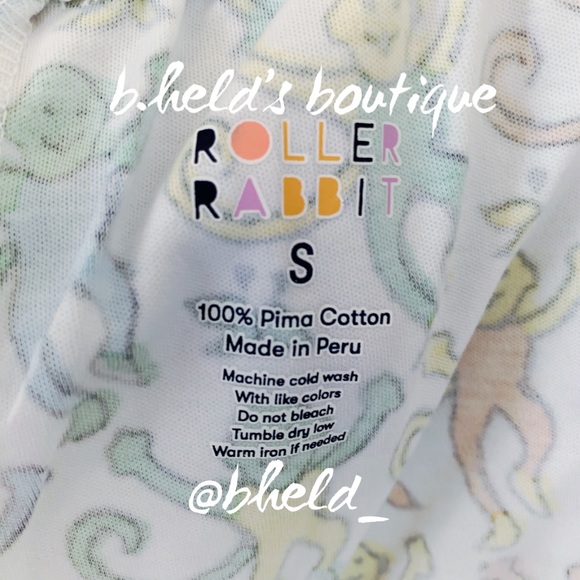 b.held's boutique
ROLLER
RABBIT
S
100% Pima Cotton
Made in Peru
Machine cold wash
With like colors
Do not bleach
Tumble dry low
Warm iron if needed
@bheld_